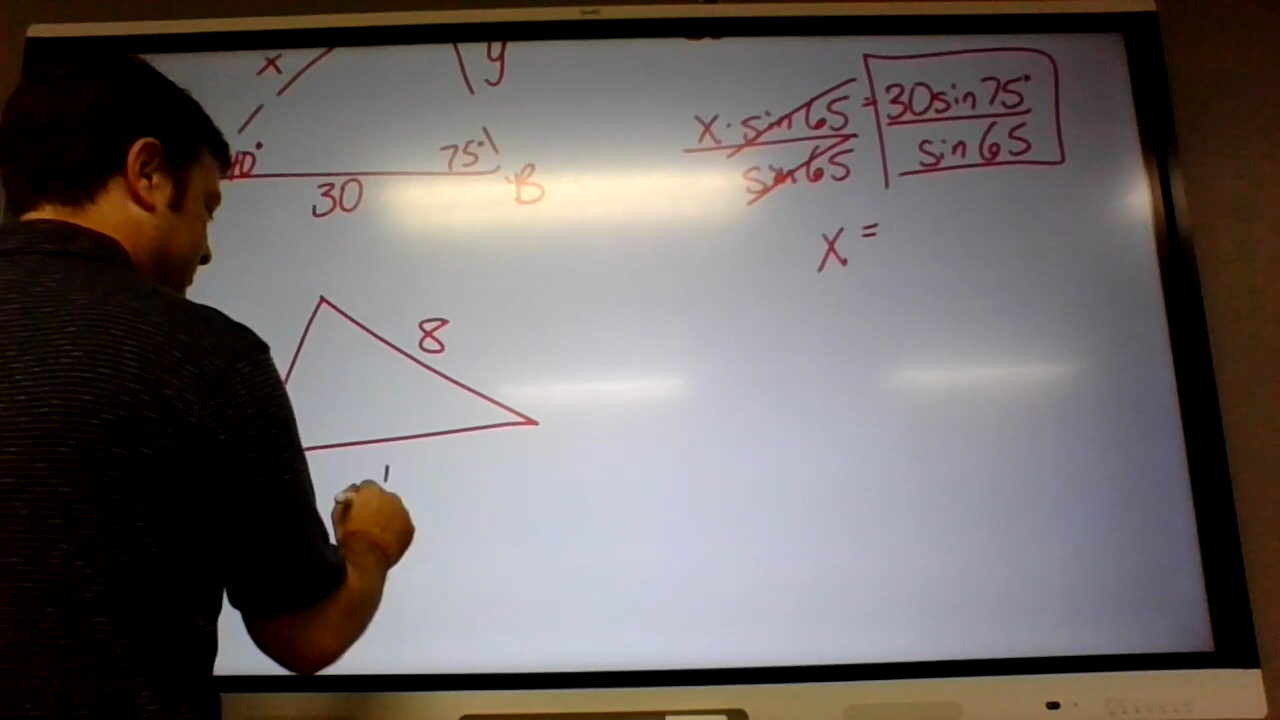 x
y
40°
75°
30
B
x · sin 65 = 30 sin 75°
sin 65 sin 65
x =
8